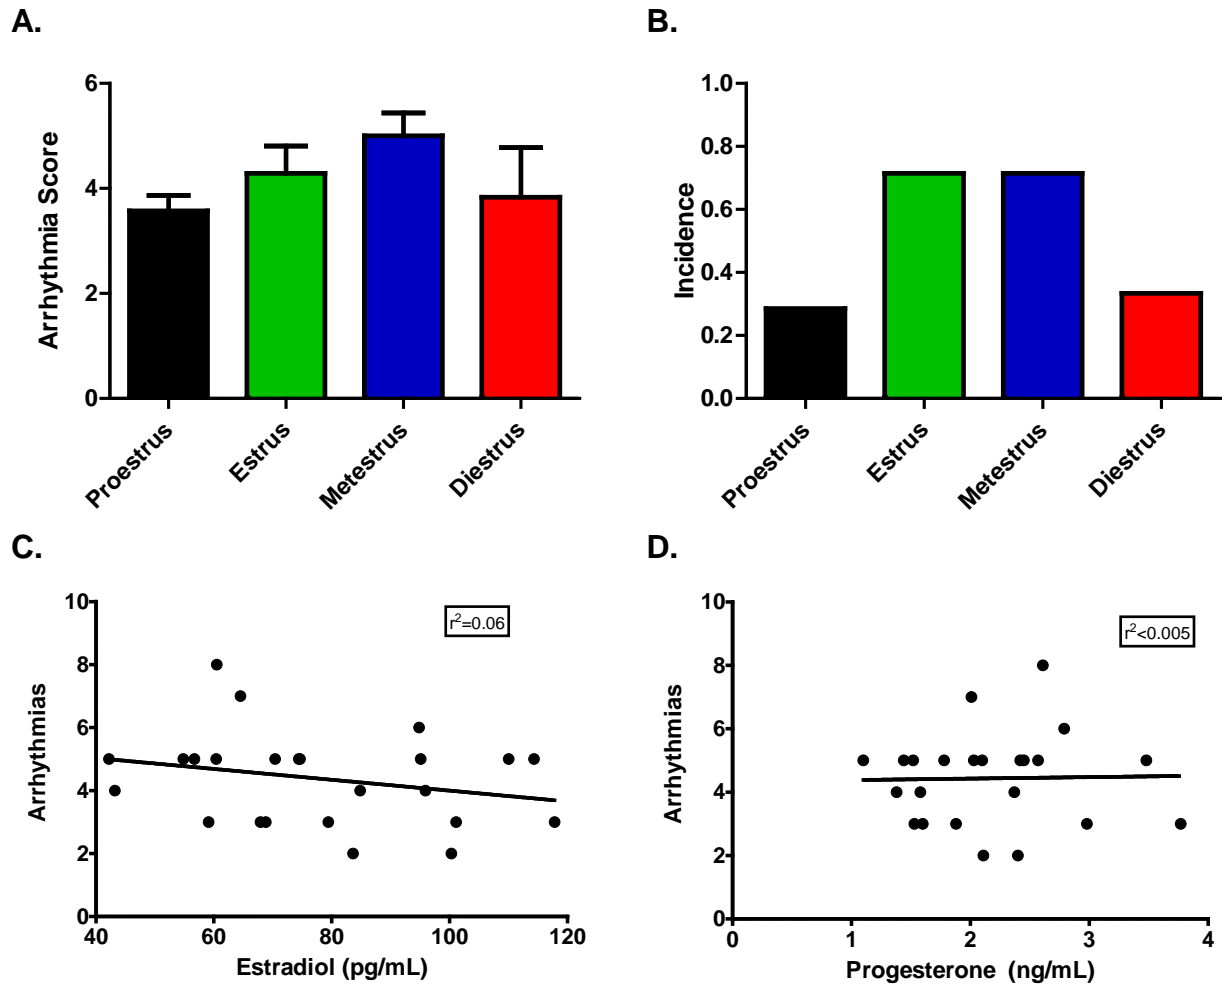 A.
Arrhythmia Score
6
4
2
0
Proestrus
Estrus
Metestrus
Diestrus
B.
Incidence
1.0
0.8
0.6
0.4
0.2
0.0
Proestrus
Estrus
Metestrus
Diestrus
C.
Arrhythmias
10
8
6
4
2
0
r²=0.06
40 60 80 100 120
Estradiol (pg/mL)
D.
Arrhythmias
10
8
6
4
2
0
r²<0.005
0 1 2 3 4
Progesterone (ng/mL)